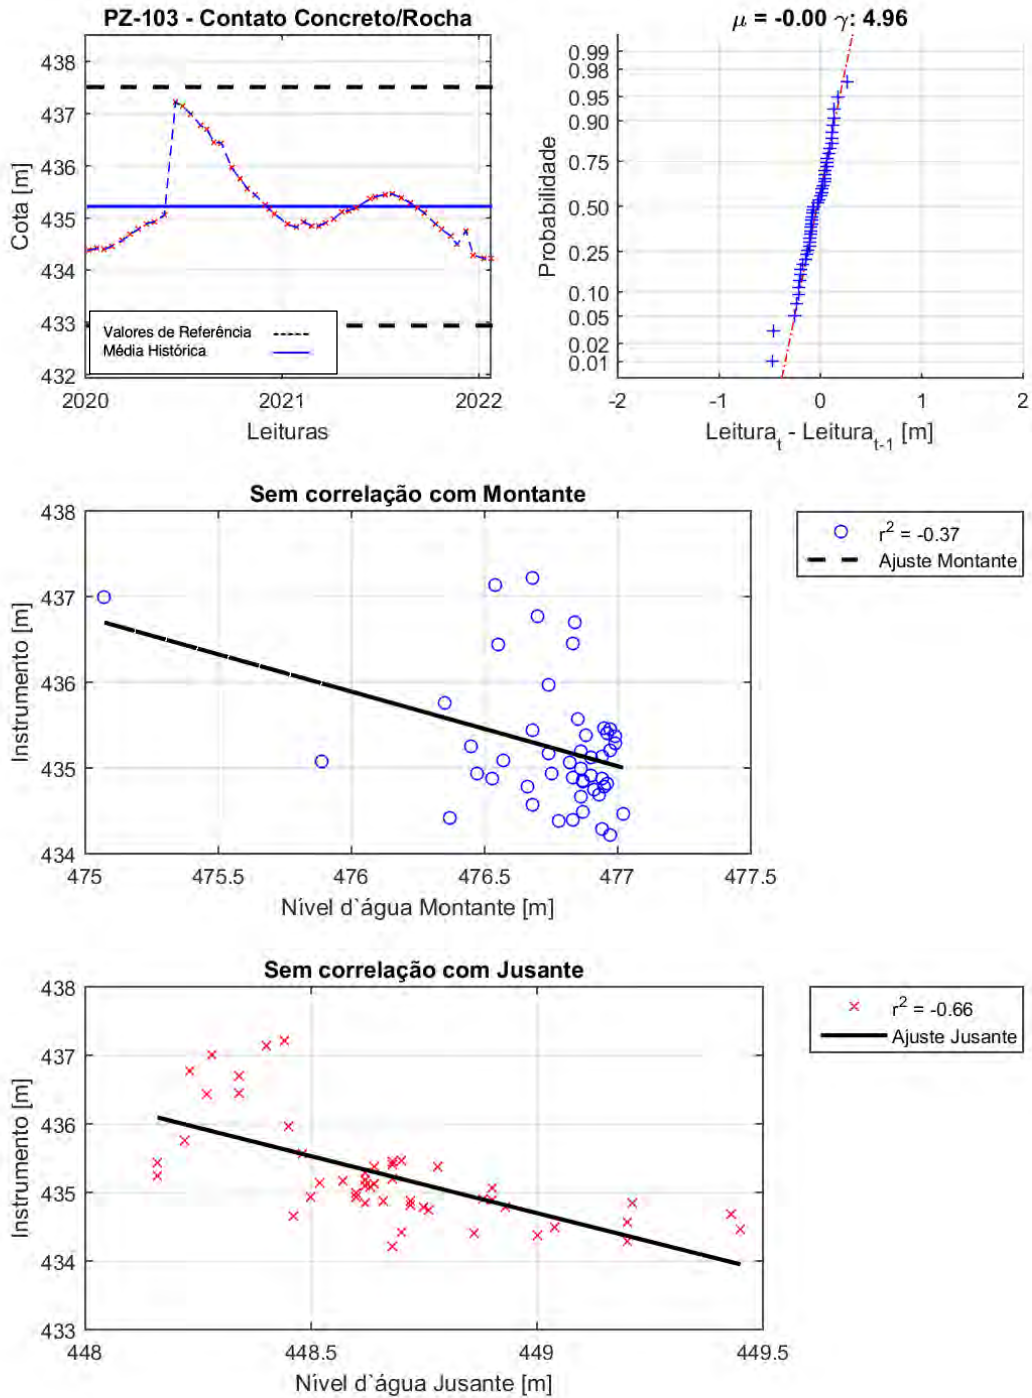 PZ-103 - Contato Concreto/Rocha
438
437
436
435
434
433
432
Cota [m]
Valores de Referência
Média Histórica
2020
2021
2022
Leituras
μ = -0.00 γ: 4.96
0.99
0.98
0.95
0.90
0.75
0.50
0.25
0.10
0.05
0.02
0.01
Probabilidade
-2
-1
0
1
2
Leitura_t - Leitura_t-1 [m]
Sem correlação com Montante
438
437
436
435
434
Instrumento [m]
475
475.5
476
476.5
477
477.5
Nível d`água Montante [m]
r² = -0.37
Ajuste Montante
Sem correlação com Jusante
438
437
436
435
434
433
Instrumento [m]
448
448.5
449
449.5
Nível d`água Jusante [m]
r² = -0.66
Ajuste Jusante